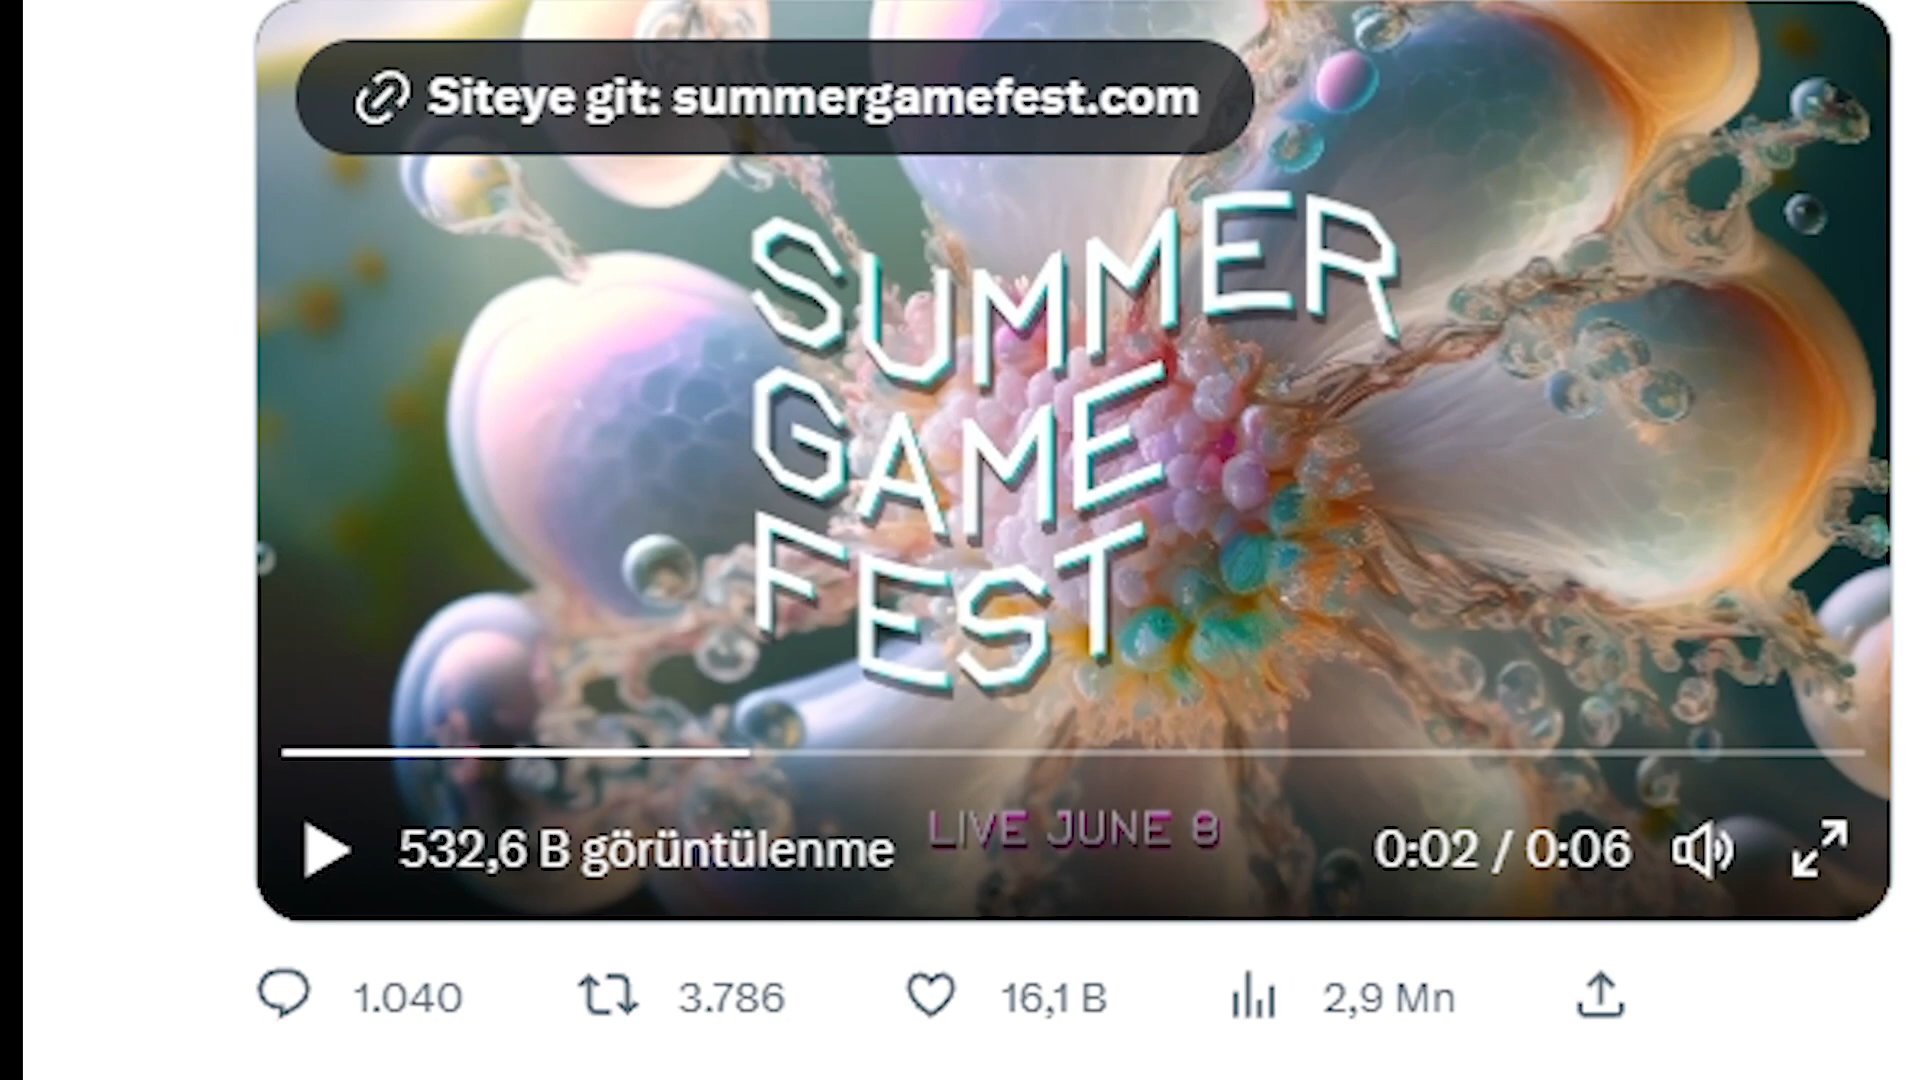 Siteye git: summergamefest.com
SUMMER
GAME
FEST
LIVE JUNE 8
532,6 B görüntülenme
0:02 / 0:06
1.040 3.786 16,1 B 2,9 Mn